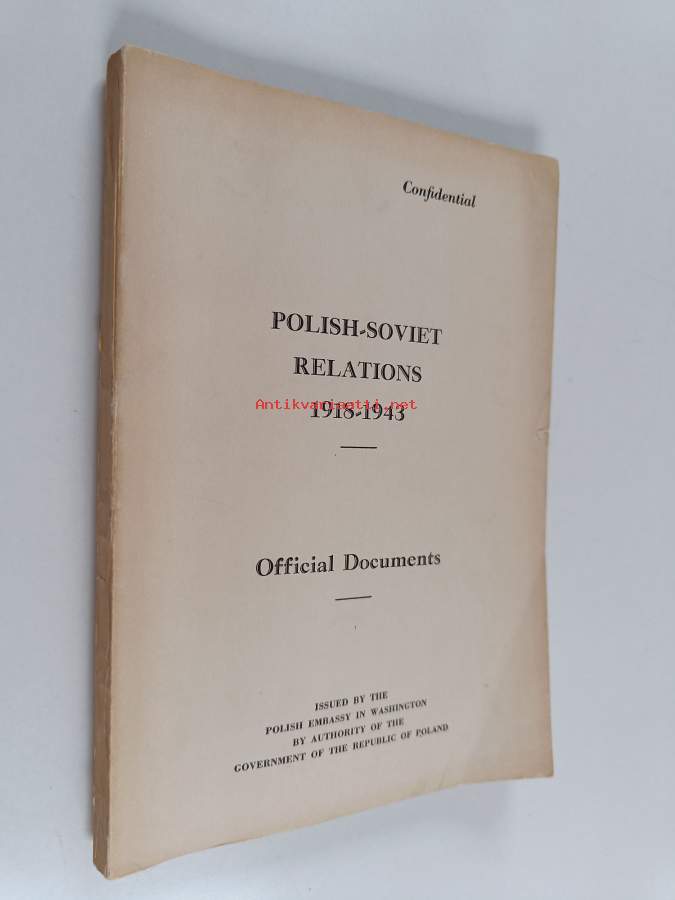 Confidential
POLISH-SOVIET
RELATIONS
Antikvariaatti.net
1918-1943
Official Documents
ISSUED BY THE
POLISH EMBASSY IN WASHINGTON
BY AUTHORITY OF THE
GOVERNMENT OF THE REPUBLIC OF POLAND